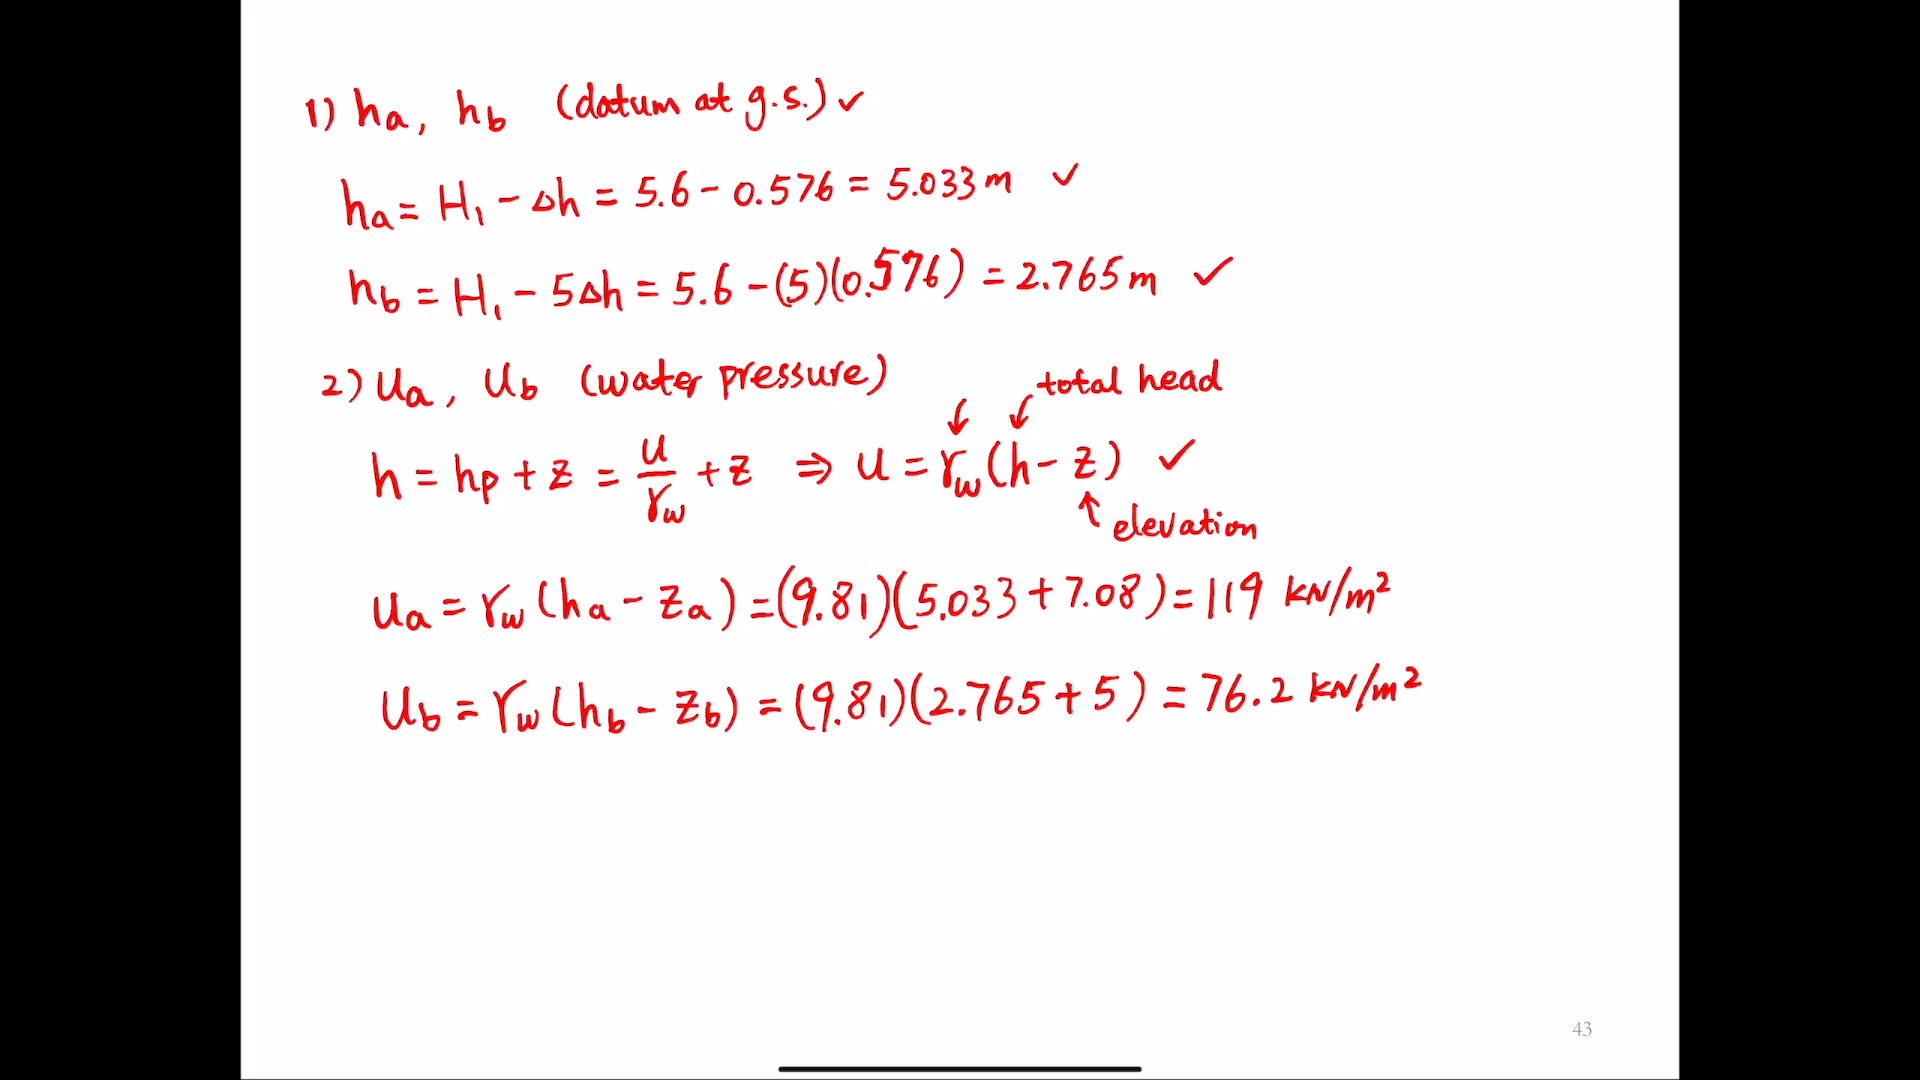 1) ha, hb (datum at g.s.) ✓
ha = H1 - Δh = 5.6 - 0.576 = 5.033 m ✓
hb = H1 - 5Δh = 5.6 - (5)(0.576) = 2.765 m ✓
2) ua, ub (water pressure)
↓ ↓ total head
h = hp + z = u/γw + z ⇒ u = γw (h - z) ✓
↑ elevation
ua = γw (ha - za) = (9.81)(5.033 + 7.08) = 119 kN/m²
ub = γw (hb - zb) = (9.81)(2.765 + 5) = 76.2 kN/m²
43